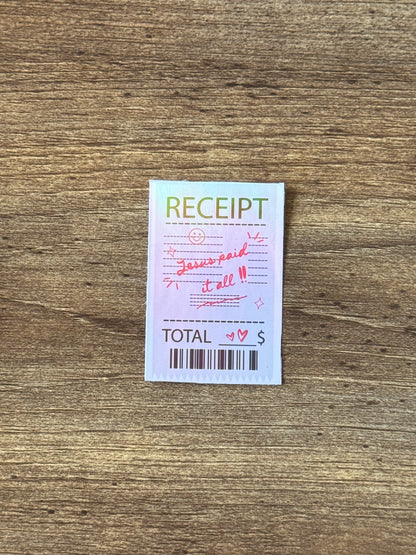 RECEIPT
Jesus paid
it all !!
TOTAL $